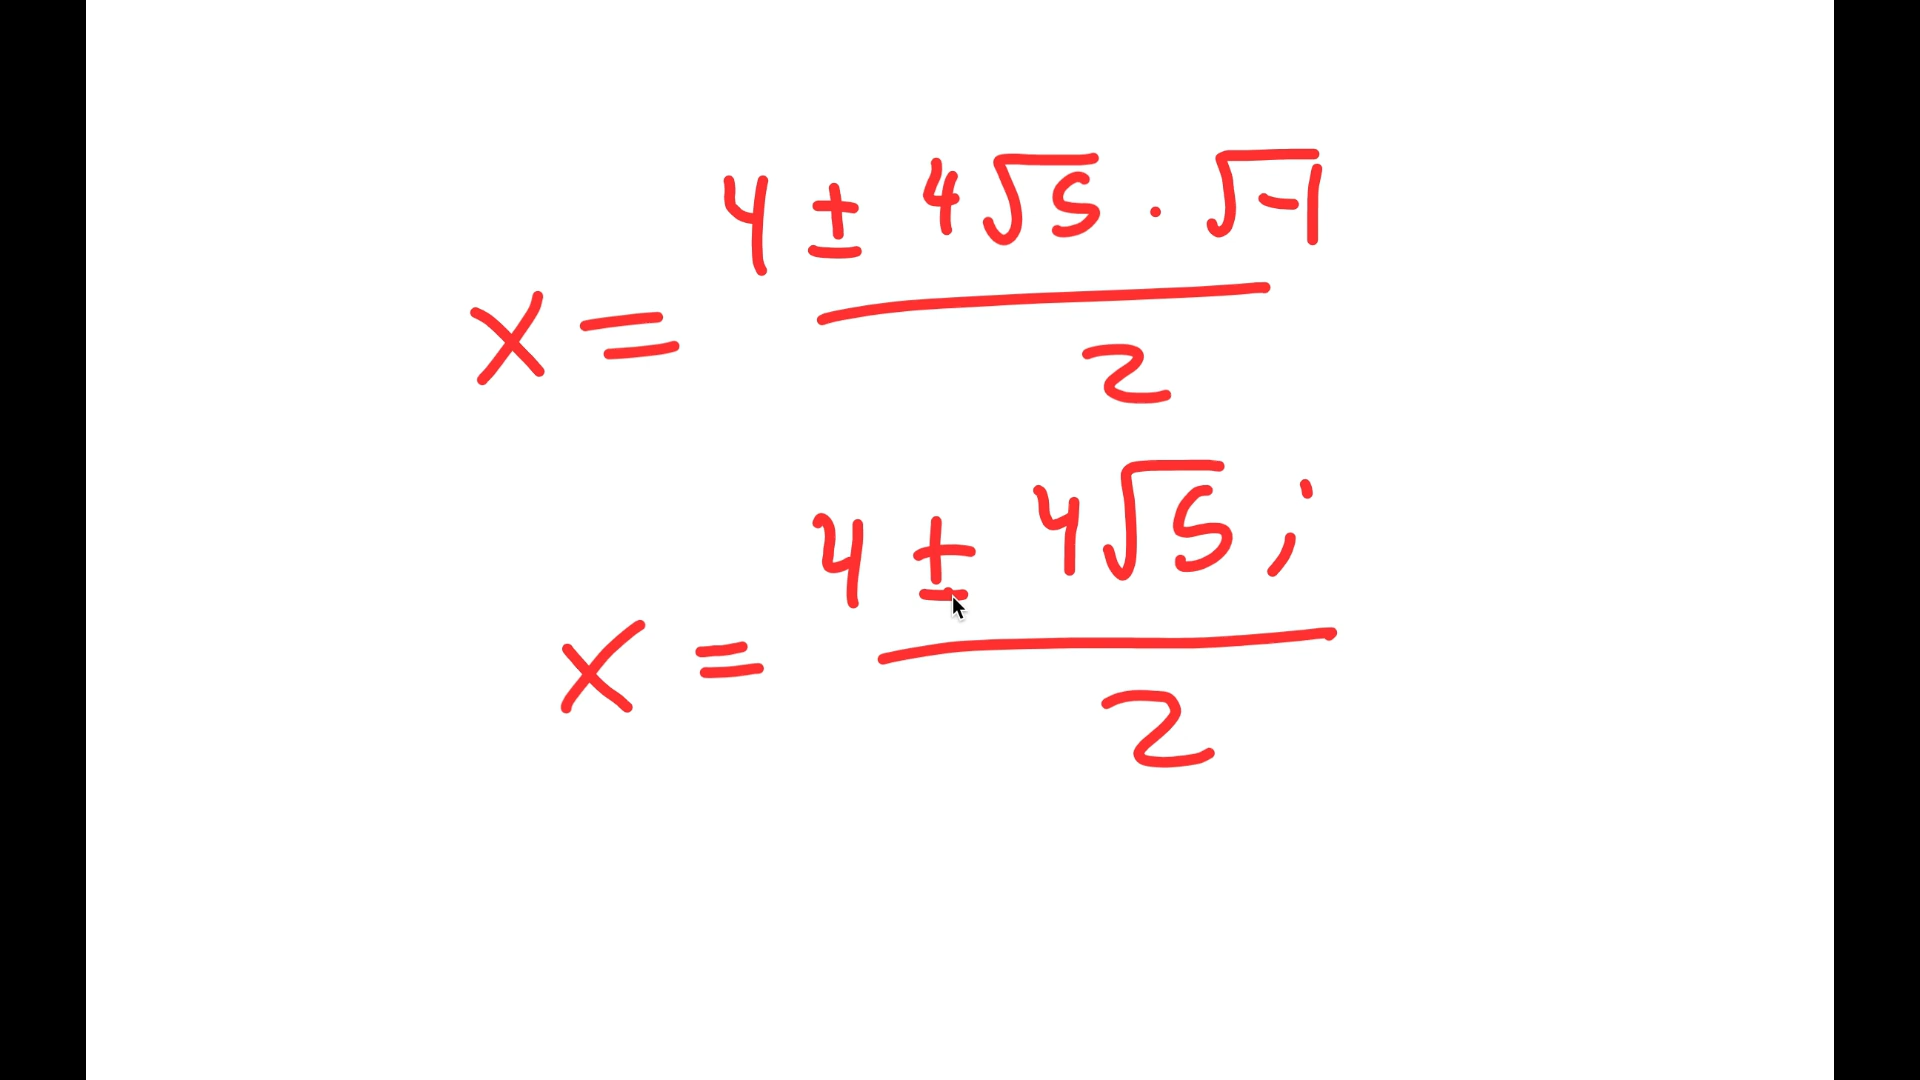 x = (4 ± 4√5 · √-1) / 2
x = (4 ± 4√5 i) / 2